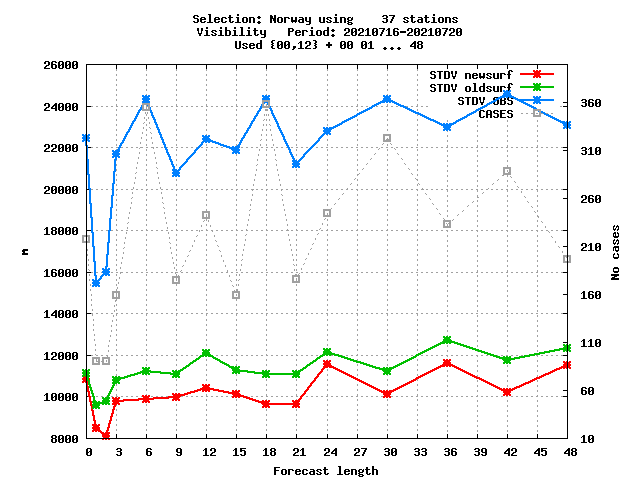 Selection: Norway using    37 stations
Visibility   Period: 20210716-20210720
Used {00,12} + 00 01 ... 48
STDV newsurf
STDV oldsurf
STDV OBS
CASES
26000
24000
22000
20000
18000
16000
14000
12000
10000
8000
m
360
310
260
210
160
110
60
10
No cases
0 3 6 9 12 15 18 21 24 27 30 33 36 39 42 45 48
Forecast length